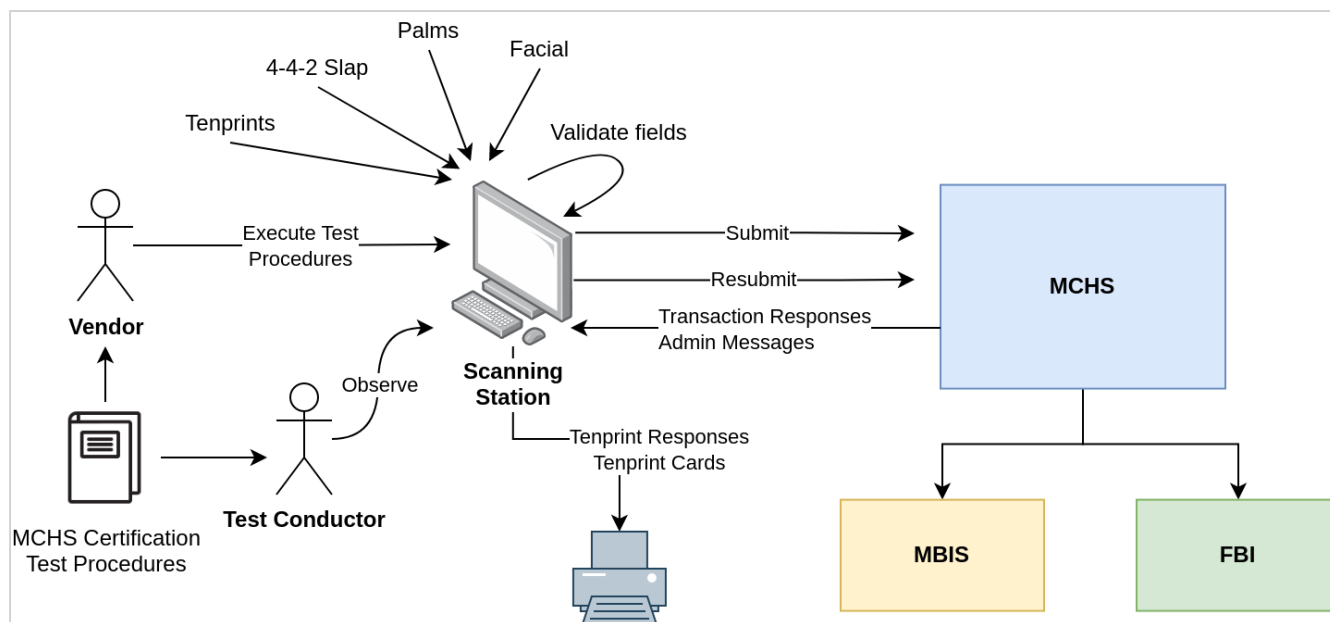 Palms
Facial
4-4-2 Slap
Tenprints
Validate fields
Execute Test
Procedures
Submit
Resubmit
MCHS
Transaction Responses
Admin Messages
Vendor
Scanning
Station
Observe
Tenprint Responses
Tenprint Cards
MCHS Certification
Test Procedures
Test Conductor
MBIS
FBI